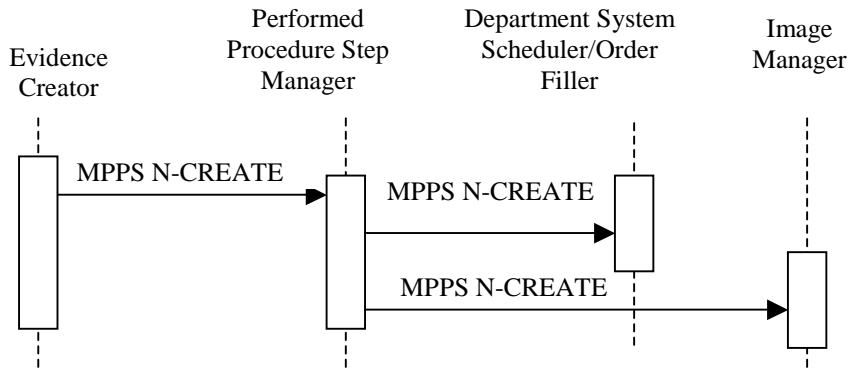 Evidence
Creator
Performed
Procedure Step
Manager
Department System
Scheduler/Order
Filler
Image
Manager
MPPS N-CREATE
MPPS N-CREATE
MPPS N-CREATE